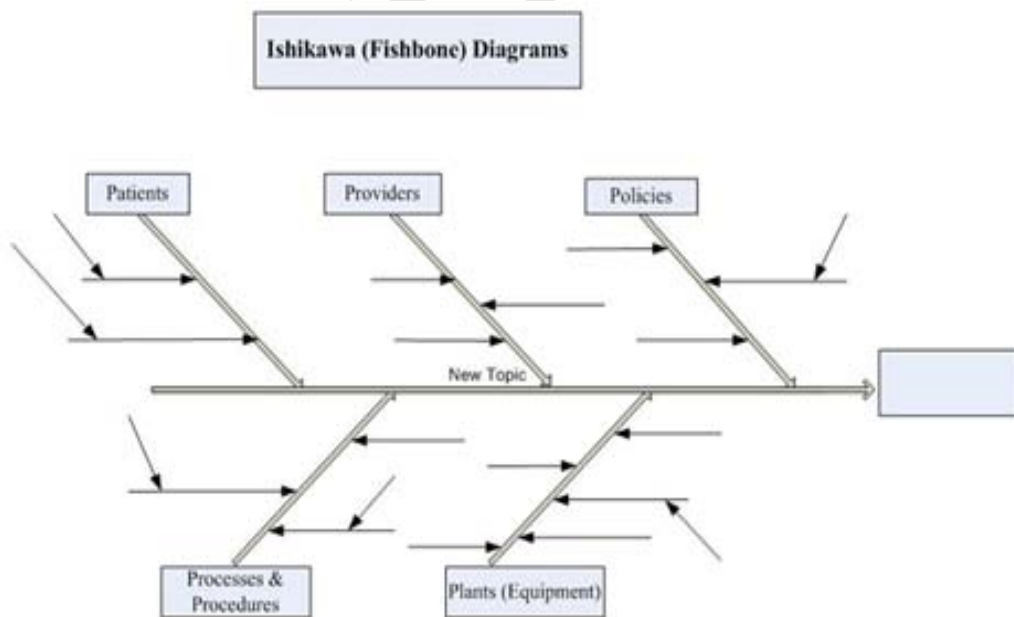 Ishikawa (Fishbone) Diagrams
Patients
Providers
Policies
New Topic
Processes &
Procedures
Plants (Equipment)